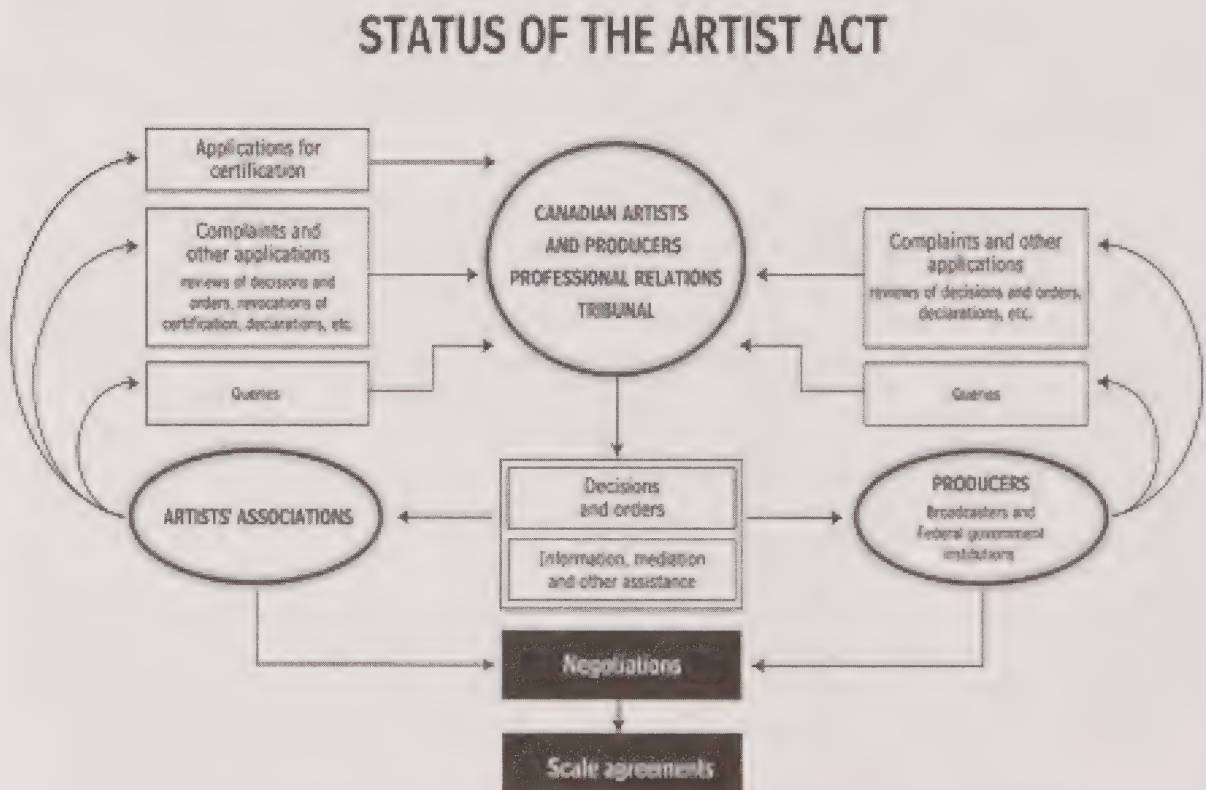 STATUS OF THE ARTIST ACT
Applications for
certification
Complaints and
other applications
reviews of decisions and
orders, revocations of
certification, declarations, etc.
Queries
ARTISTS' ASSOCIATIONS
CANADIAN ARTISTS
AND PRODUCERS
PROFESSIONAL RELATIONS
TRIBUNAL
Decisions
and orders
Information, mediation
and other assistance
Complaints and other
applications
reviews of decisions and orders,
declarations, etc.
Queries
PRODUCERS
Broadcasters and
Federal government
institutions
Negotiations
Scale agreements